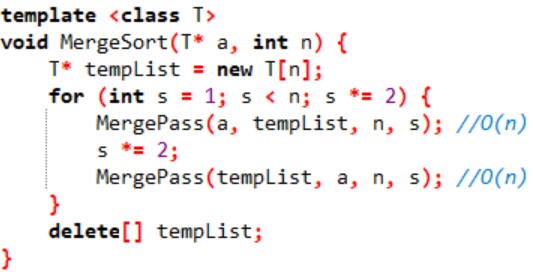 template <class T>
void MergeSort(T* a, int n) {
    T* tempList = new T[n];
    for (int s = 1; s < n; s *= 2) {
        MergePass(a, tempList, n, s); //O(n)
        s *= 2;
        MergePass(tempList, a, n, s); //O(n)
    }
    delete[] tempList;
}